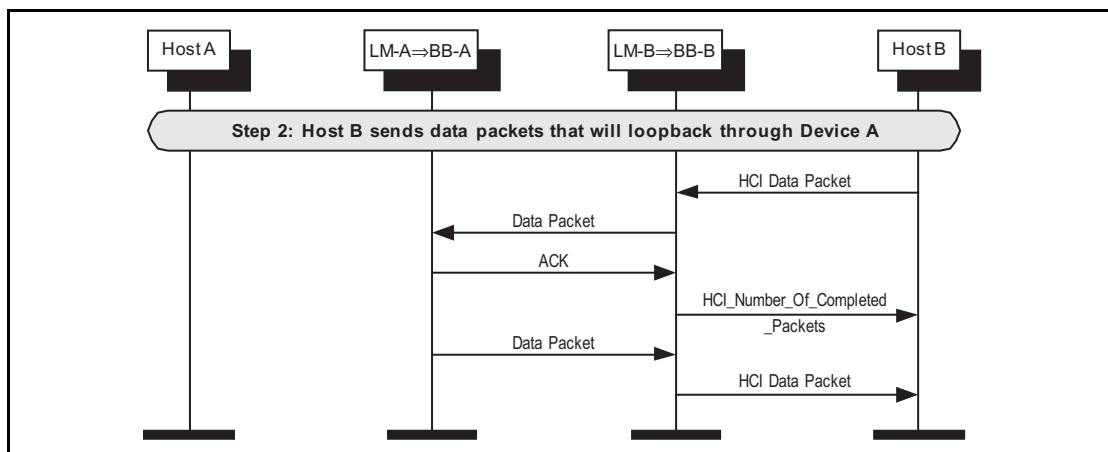 Host A
LM-A⇒BB-A
LM-B⇒BB-B
Host B
Step 2: Host B sends data packets that will loopback through Device A
HCI Data Packet
Data Packet
ACK
HCI_Number_Of_Completed
_Packets
Data Packet
HCI Data Packet